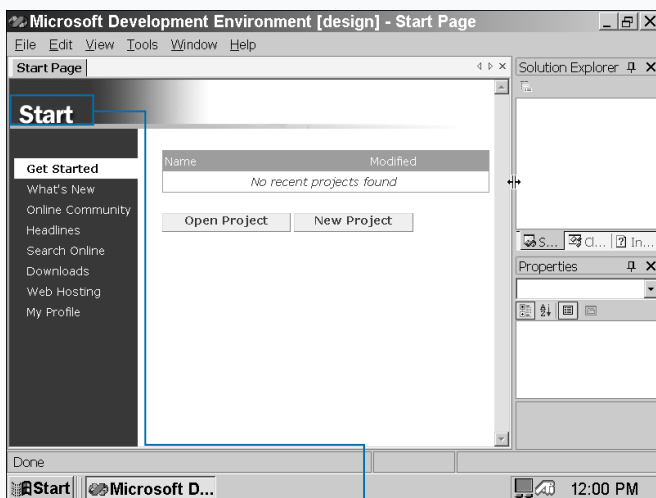 Microsoft Development Environment [design] - Start Page
File Edit View Tools Window Help
Start Page
Solution Explorer
Start
Get Started
What's New
Online Community
Headlines
Search Online
Downloads
Web Hosting
My Profile
Name Modified
No recent projects found
Open Project New Project
S... Cl... In...
Properties
Done
Start Microsoft D... 12:00 PM